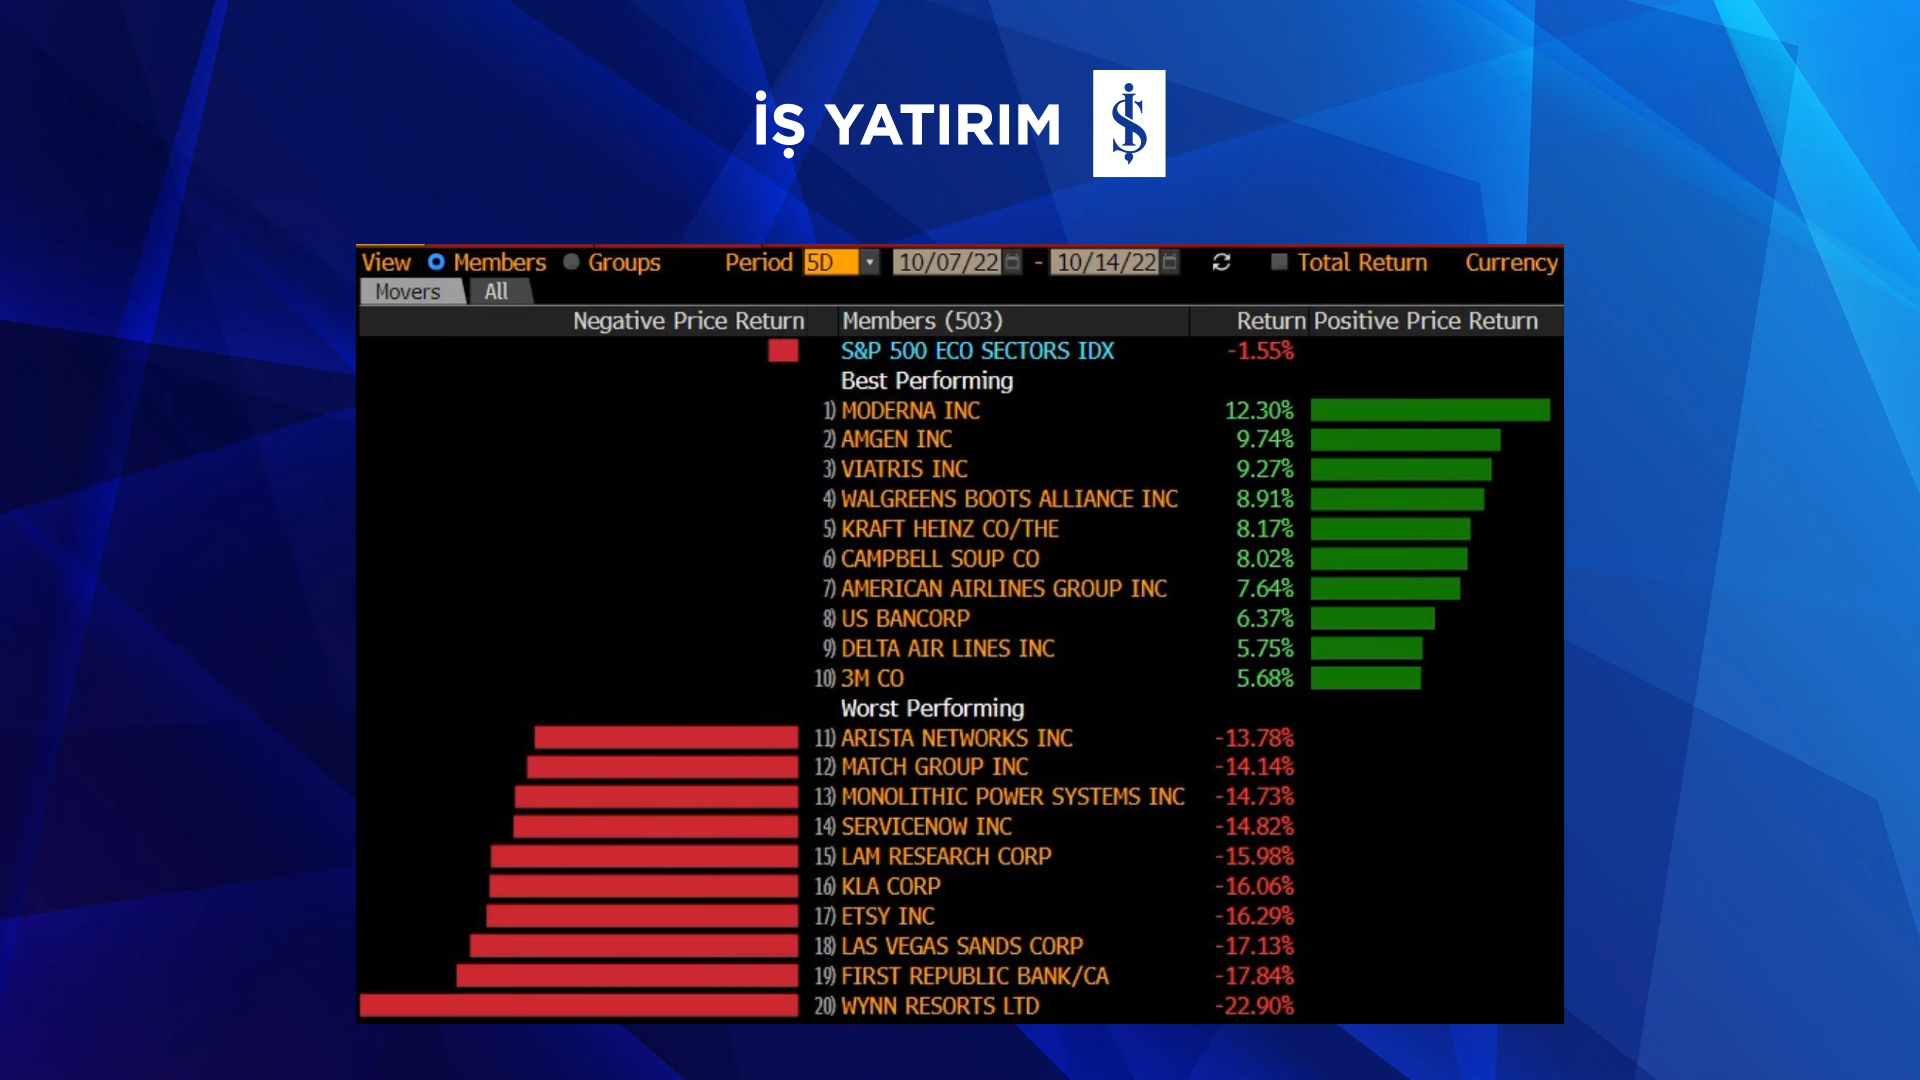 İŞ YATIRIM
View Members Groups Period 5D 10/07/22 - 10/14/22 Total Return Currency
Movers All
Negative Price Return Members (503) Return Positive Price Return
S&P 500 ECO SECTORS IDX -1.55%
Best Performing
1) MODERNA INC 12.30%
2) AMGEN INC 9.74%
3) VIATRIS INC 9.27%
4) WALGREENS BOOTS ALLIANCE INC 8.91%
5) KRAFT HEINZ CO/THE 8.17%
6) CAMPBELL SOUP CO 8.02%
7) AMERICAN AIRLINES GROUP INC 7.64%
8) US BANCORP 6.37%
9) DELTA AIR LINES INC 5.75%
10) 3M CO 5.68%
Worst Performing
11) ARISTA NETWORKS INC -13.78%
12) MATCH GROUP INC -14.14%
13) MONOLITHIC POWER SYSTEMS INC -14.73%
14) SERVICENOW INC -14.82%
15) LAM RESEARCH CORP -15.98%
16) KLA CORP -16.06%
17) ETSY INC -16.29%
18) LAS VEGAS SANDS CORP -17.13%
19) FIRST REPUBLIC BANK/CA -17.84%
20) WYNN RESORTS LTD -22.90%